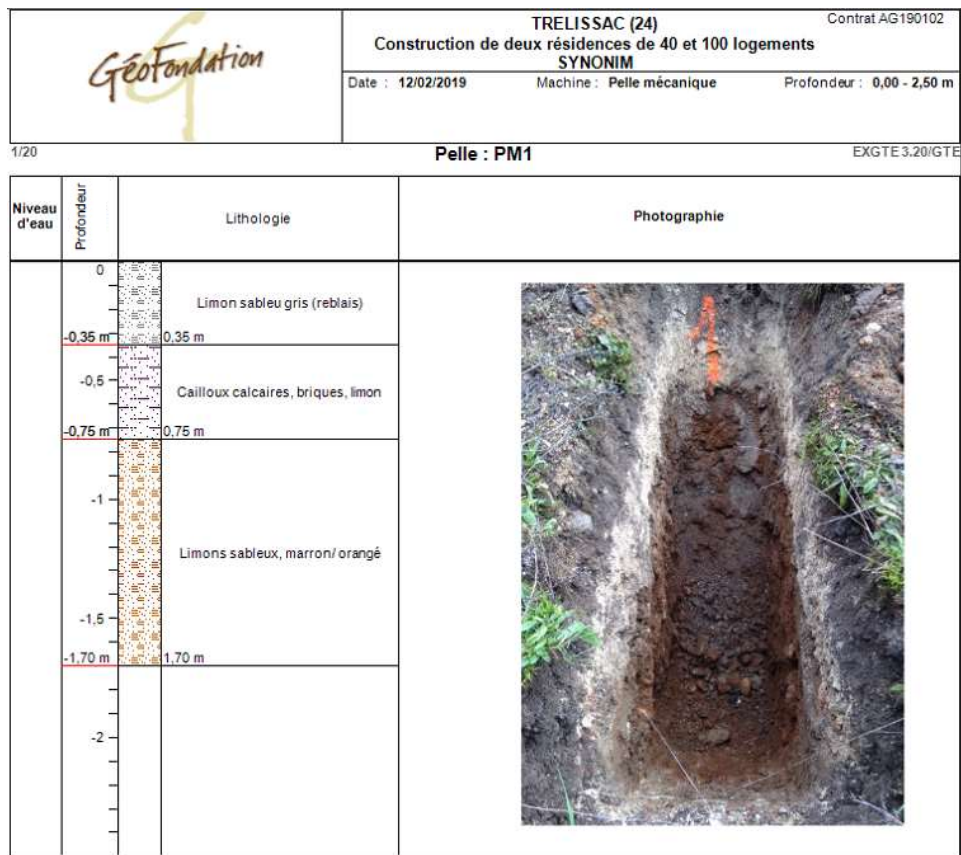 GéoFondation
TRELISSAC (24)
Contrat AG190102
Construction de deux résidences de 40 et 100 logements
SYNONIM
Date : 12/02/2019 Machine : Pelle mécanique Profondeur : 0,00 - 2,50 m
1/20
Pelle : PM1
EXGTE 3.20/GTE
Niveau d'eau
Profondeur
Lithologie
Photographie
0
Limon sableu gris (reblais)
-0,35 m 0,35 m
-0,5
Cailloux calcaires, briques, limon
-0,75 m 0,75 m
-1
Limons sableux, marron/ orangé
-1,5
-1,70 m 1,70 m
-2